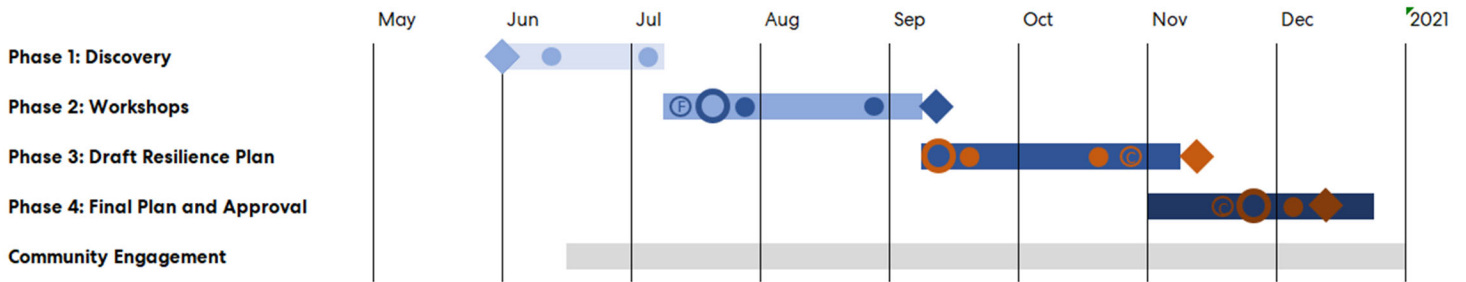 May Jun Jul Aug Sep Oct Nov Dec 2021
Phase 1: Discovery
Phase 2: Workshops F
Phase 3: Draft Resilience Plan C
Phase 4: Final Plan and Approval C
Community Engagement